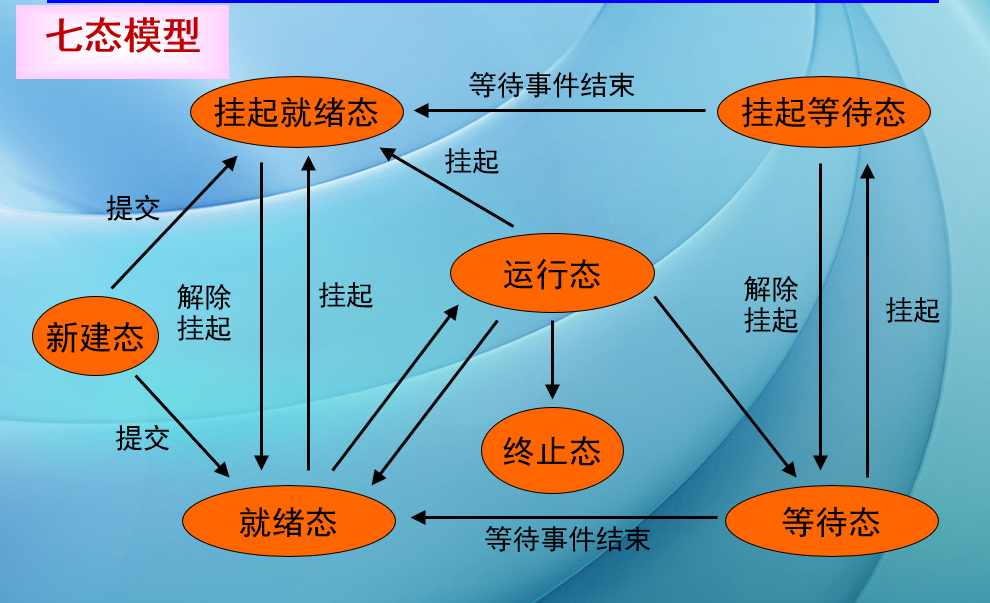 七态模型
等待事件结束
挂起就绪态
挂起等待态
挂起
提交
运行态
解除
挂起
挂起
解除
挂起
挂起
新建态
提交
终止态
就绪态
等待态
等待事件结束